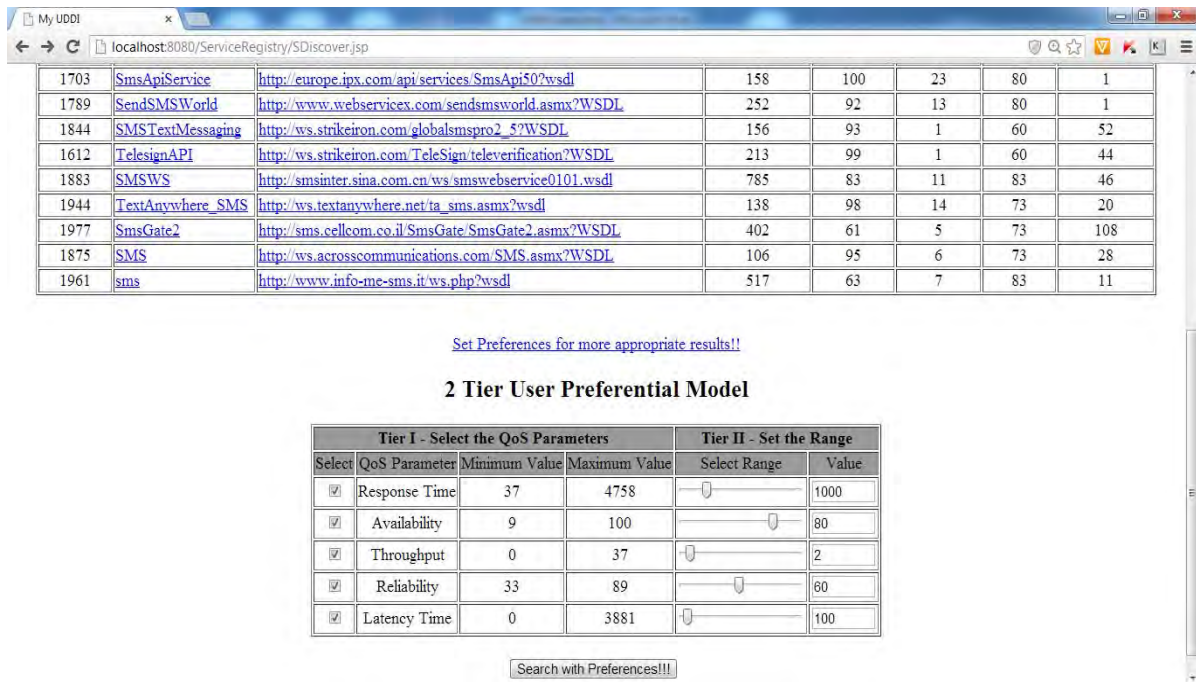 My UDDI
localhost:8080/ServiceRegistry/SDiscover.jsp
1703 SmsApiService http://europe.ipx.com/api/services/SmsApi50?wsdl 158 100 23 80 1
1789 SendSMSWorld http://www.webservicex.com/sendsmsworld.asmx?WSDL 252 92 13 80 1
1844 SMSTextMessaging http://ws.strikeiron.com/globalsmspro2_5?WSDL 156 93 1 60 52
1612 TelesignAPI http://ws.strikeiron.com/TeleSign/televerification?WSDL 213 99 1 60 44
1883 SMSWS http://smsinter.sina.com.cn/ws/smswebservice0101.wsdl 785 83 11 83 46
1944 TextAnywhere_SMS http://ws.textanywhere.net/ta_sms.asmx?wsdl 138 98 14 73 20
1977 SmsGate2 http://sms.cellcom.co.il/SmsGate/SmsGate2.asmx?WSDL 402 61 5 73 108
1875 SMS http://ws.acrosscommunications.com/SMS.asmx?WSDL 106 95 6 73 28
1961 sms http://www.info-me-sms.it/ws.php?wsdl 517 63 7 83 11
Set Preferences for more appropriate results!!
2 Tier User Preferential Model
Tier I - Select the QoS Parameters Tier II - Set the Range
Select QoS Parameter Minimum Value Maximum Value Select Range Value
Response Time 37 4758 1000
Availability 9 100 80
Throughput 0 37 2
Reliability 33 89 60
Latency Time 0 3881 100
Search with Preferences!!!